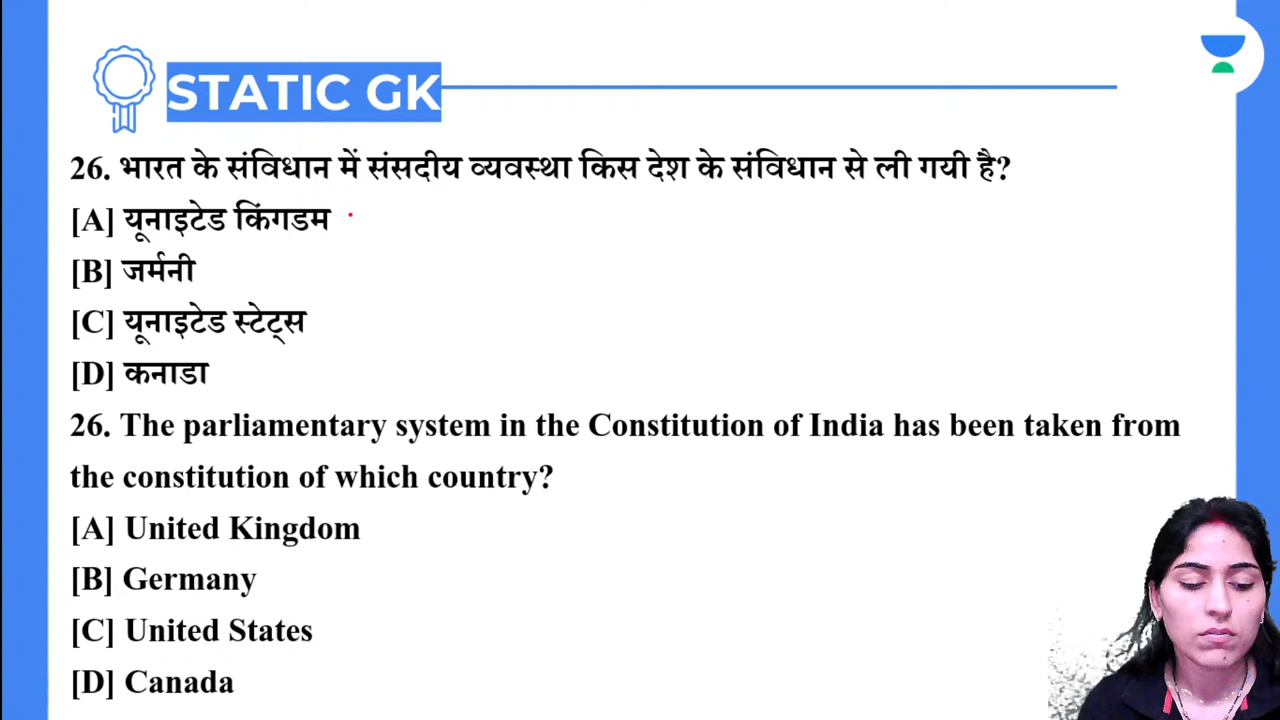 STATIC GK
26. भारत के संविधान में संसदीय व्यवस्था किस देश के संविधान से ली गयी है?
[A] यूनाइटेड किंगडम
[B] जर्मनी
[C] यूनाइटेड स्टेट्स
[D] कनाडा
26. The parliamentary system in the Constitution of India has been taken from
the constitution of which country?
[A] United Kingdom
[B] Germany
[C] United States
[D] Canada